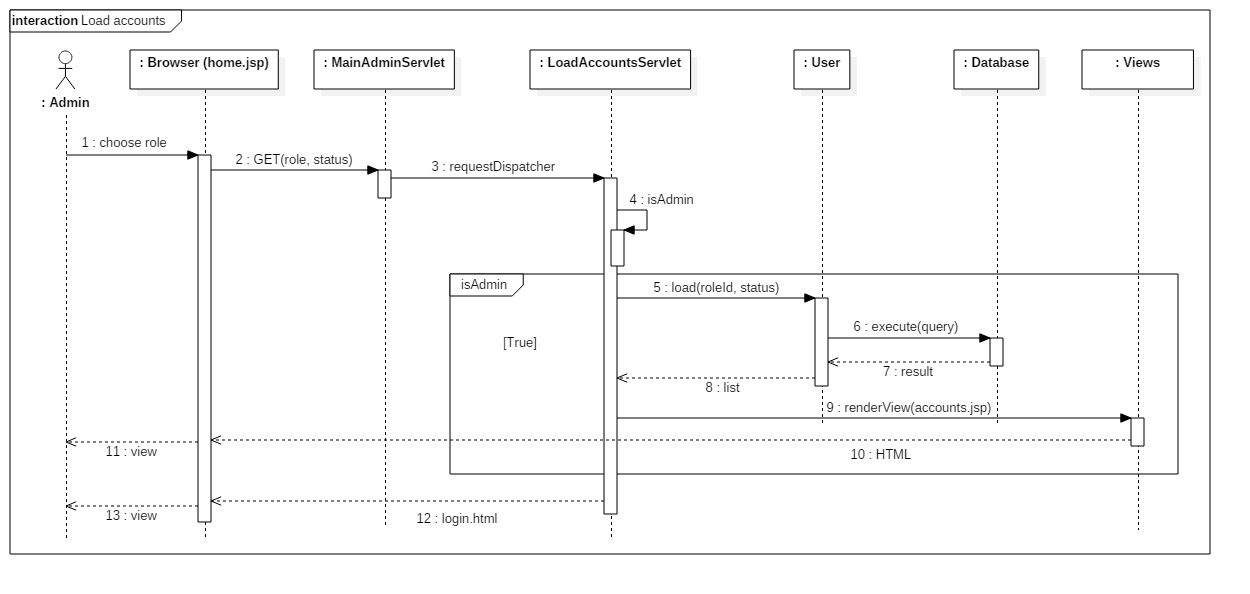 interaction Load accounts
: Admin
: Browser (home.jsp)
: MainAdminServlet
: LoadAccountsServlet
: User
: Database
: Views
1 : choose role
2 : GET(role, status)
3 : requestDispatcher
4 : isAdmin
isAdmin
5 : load(roleId, status)
[True]
6 : execute(query)
7 : result
8 : list
9 : renderView(accounts.jsp)
10 : HTML
11 : view
12 : login.html
13 : view